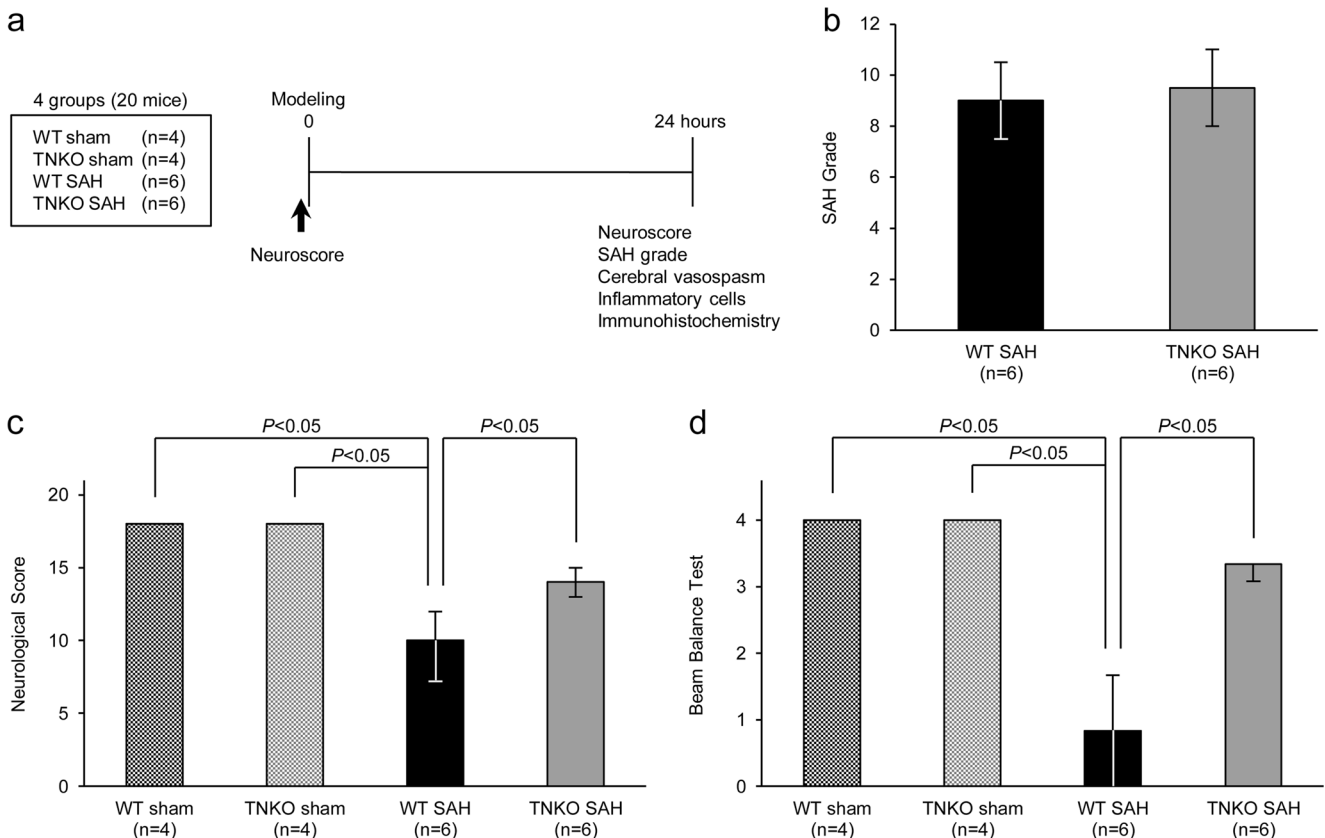 a
4 groups (20 mice)
WT sham (n=4)
TNKO sham (n=4)
WT SAH (n=6)
TNKO SAH (n=6)
Modeling
0
24 hours
Neuroscore
Neuroscore
SAH grade
Cerebral vasospasm
Inflammatory cells
Immunohistochemistry
b
SAH Grade
12
10
8
6
4
2
0
WT SAH
(n=6)
TNKO SAH
(n=6)
c
P<0.05
P<0.05
P<0.05
Neurological Score
20
15
10
5
0
WT sham
(n=4)
TNKO sham
(n=4)
WT SAH
(n=6)
TNKO SAH
(n=6)
d
P<0.05
P<0.05
P<0.05
Beam Balance Test
4
3
2
1
0
WT sham
(n=4)
TNKO sham
(n=4)
WT SAH
(n=6)
TNKO SAH
(n=6)